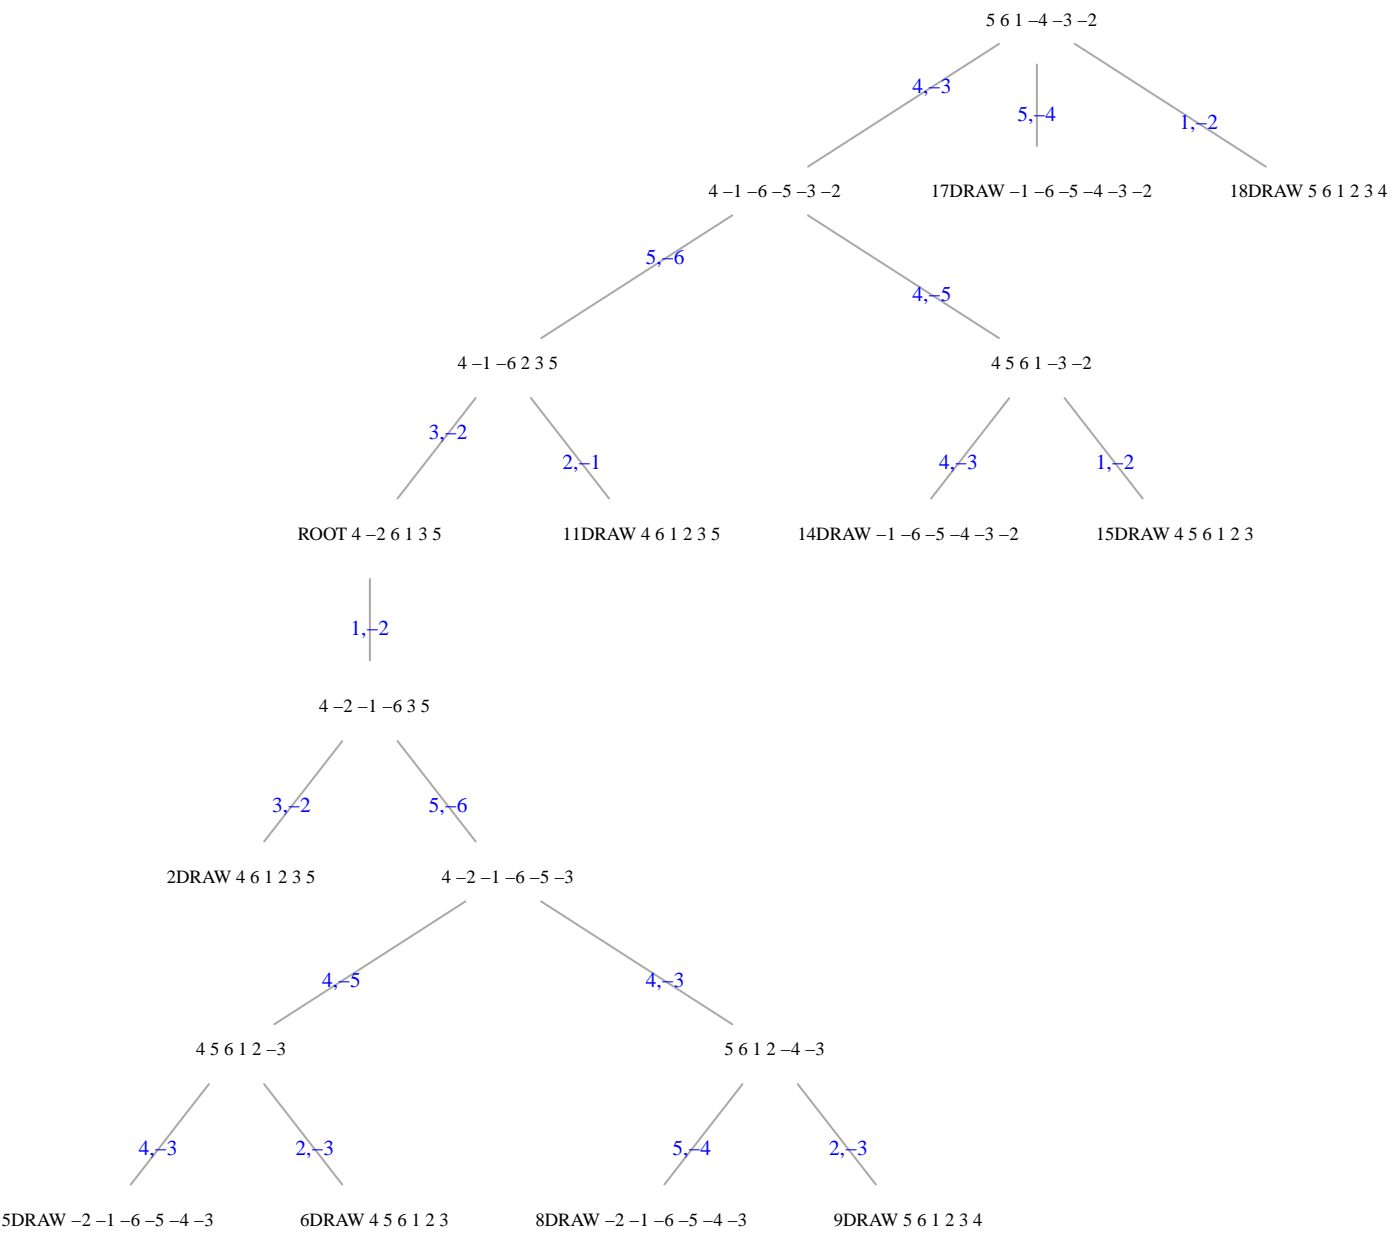 5 6 1 –4 –3 –2
4,–3
5,–4
1,–2
4 –1 –6 –5 –3 –2
17DRAW –1 –6 –5 –4 –3 –2
18DRAW 5 6 1 2 3 4
5,–6
4,–5
4 –1 –6 2 3 5
4 5 6 1 –3 –2
3,–2
2,–1
4,–3
1,–2
ROOT 4 –2 6 1 3 5
11DRAW 4 6 1 2 3 5
14DRAW –1 –6 –5 –4 –3 –2
15DRAW 4 5 6 1 2 3
1,–2
4 –2 –1 –6 3 5
3,–2
5,–6
2DRAW 4 6 1 2 3 5
4 –2 –1 –6 –5 –3
4,–5
4,–3
4 5 6 1 2 –3
5 6 1 2 –4 –3
4,–3
2,–3
5,–4
2,–3
5DRAW –2 –1 –6 –5 –4 –3
6DRAW 4 5 6 1 2 3
8DRAW –2 –1 –6 –5 –4 –3
9DRAW 5 6 1 2 3 4